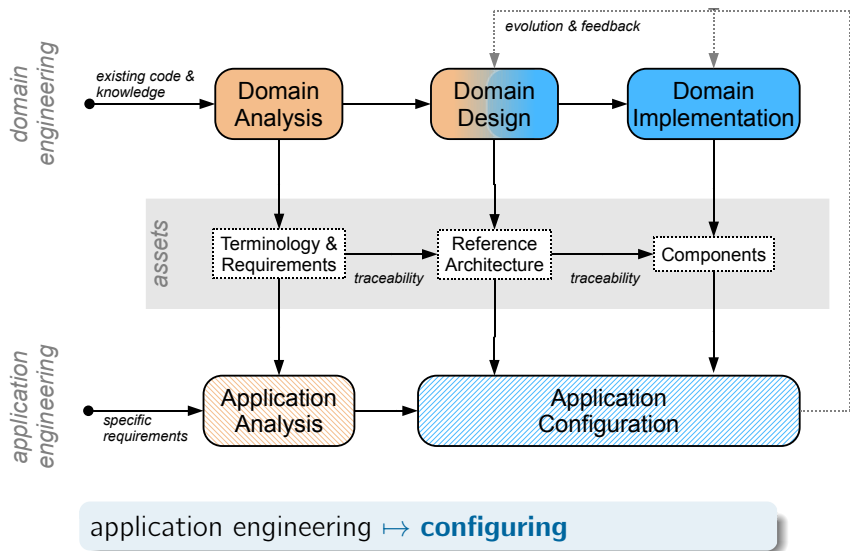 evolution & feedback
domain
engineering
existing code &
knowledge
Domain
Analysis
Domain
Design
Domain
Implementation
assets
Terminology &
Requirements
traceability
Reference
Architecture
traceability
Components
application
engineering
specific
requirements
Application
Analysis
Application
Configuration
application engineering ↦ configuring